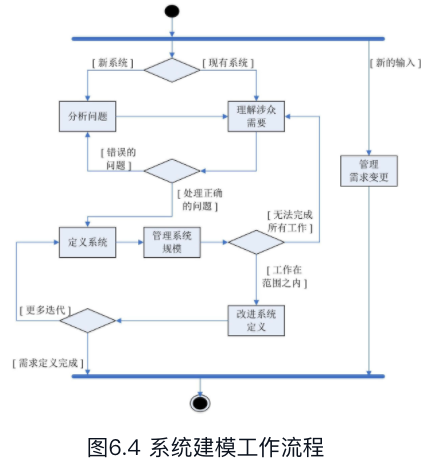 [ 新系统 ]
[ 现有系统 ]
[ 新的输入 ]
分析问题
理解涉众
需要
[ 错误的
问题 ]
管理
需求变更
[ 处理正确
的问题 ]
[ 无法完成
所有工作 ]
定义系统
管理系统
规模
[ 工作在
范围之内 ]
[ 更多迭代 ]
改进系统
定义
[ 需求定义完成 ]
图6.4 系统建模工作流程